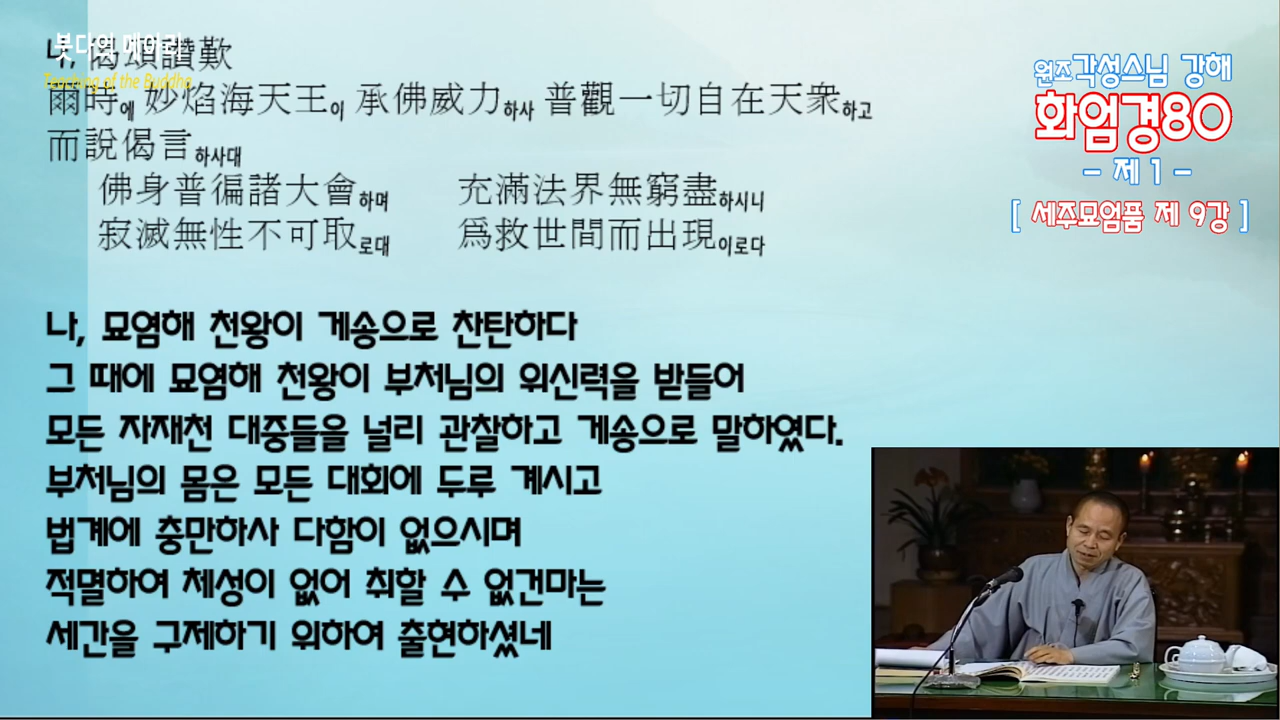 붓다의 메아리
Teaching of the Buddha
나, 偈頌讚歎
爾時에 妙焰海天王이 承佛威力하사 普觀一切自在天衆하고
而說偈言하사대
佛身普徧諸大會하며 充滿法界無窮盡하시니
寂滅無性不可取로대 爲救世間而出現이로다
나, 묘염해 천왕이 게송으로 찬탄하다
그 때에 묘염해 천왕이 부처님의 위신력을 받들어
모든 자재천 대중들을 널리 관찰하고 게송으로 말하였다.
부처님의 몸은 모든 대회에 두루 계시고
법계에 충만하사 다함이 없으시며
적멸하여 체성이 없어 취할 수 없건마는
세간을 구제하기 위하여 출현하셨네
원조각성스님 강해
화엄경80
- 제 1 -
[ 세주묘엄품 제 9강 ]